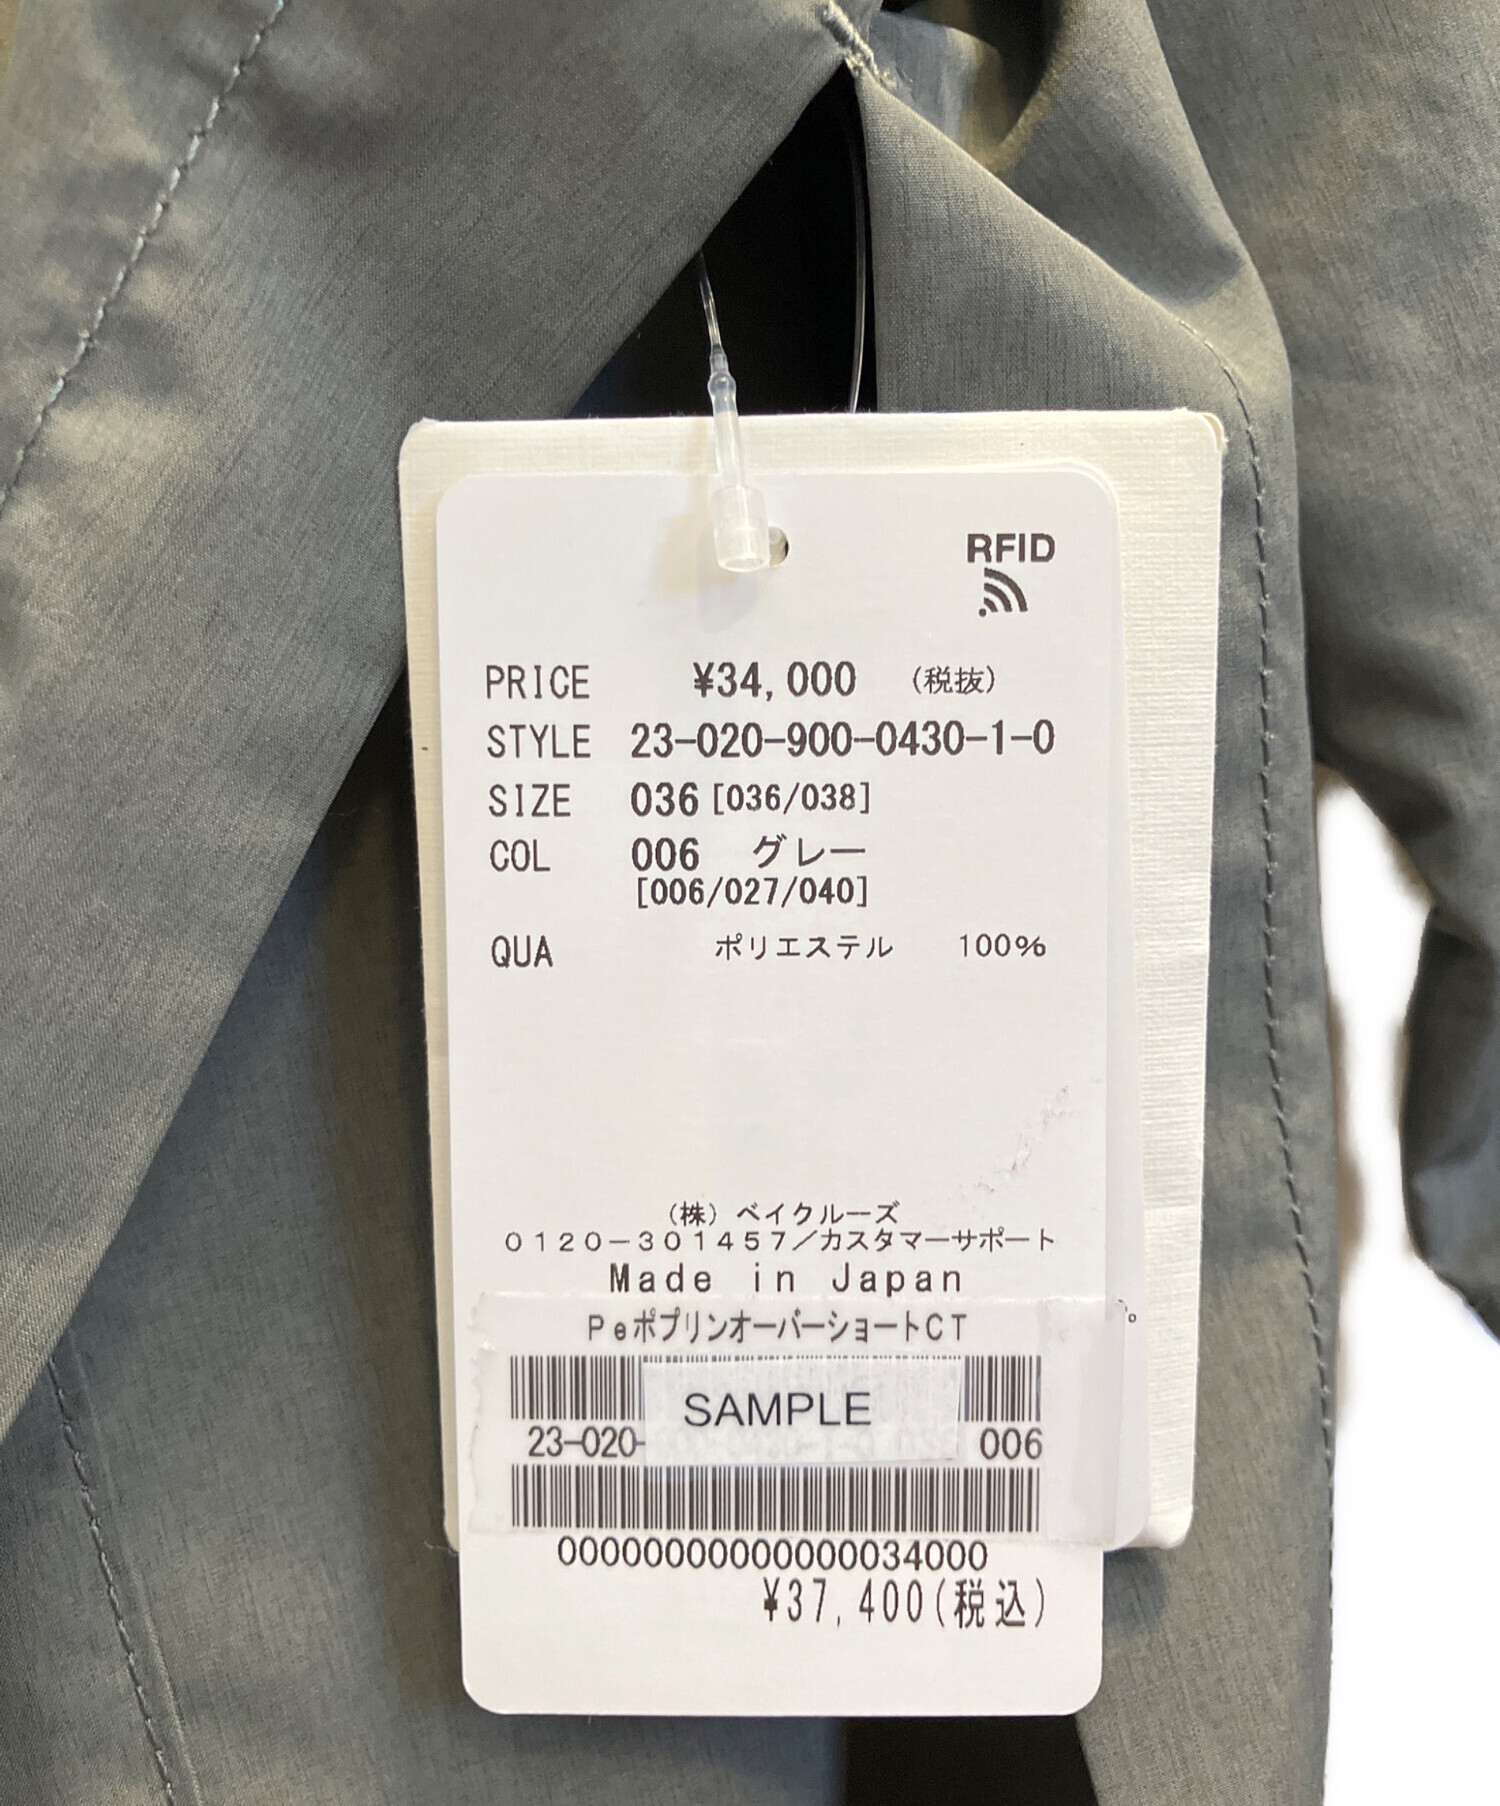 RFID
PRICE ¥34,000 (税抜)
STYLE 23-020-900-0430-1-0
SIZE 036 [036/038]
COL 006 グレー
[006/027/040]
QUA ポリエステル 100%
(株)ベイクルーズ
0120-301457/カスタマーサポート
Made in Japan
PeポプリンオーバーショートCT
SAMPLE
23-020- 006
00000000000000034000
¥37,400(税込)